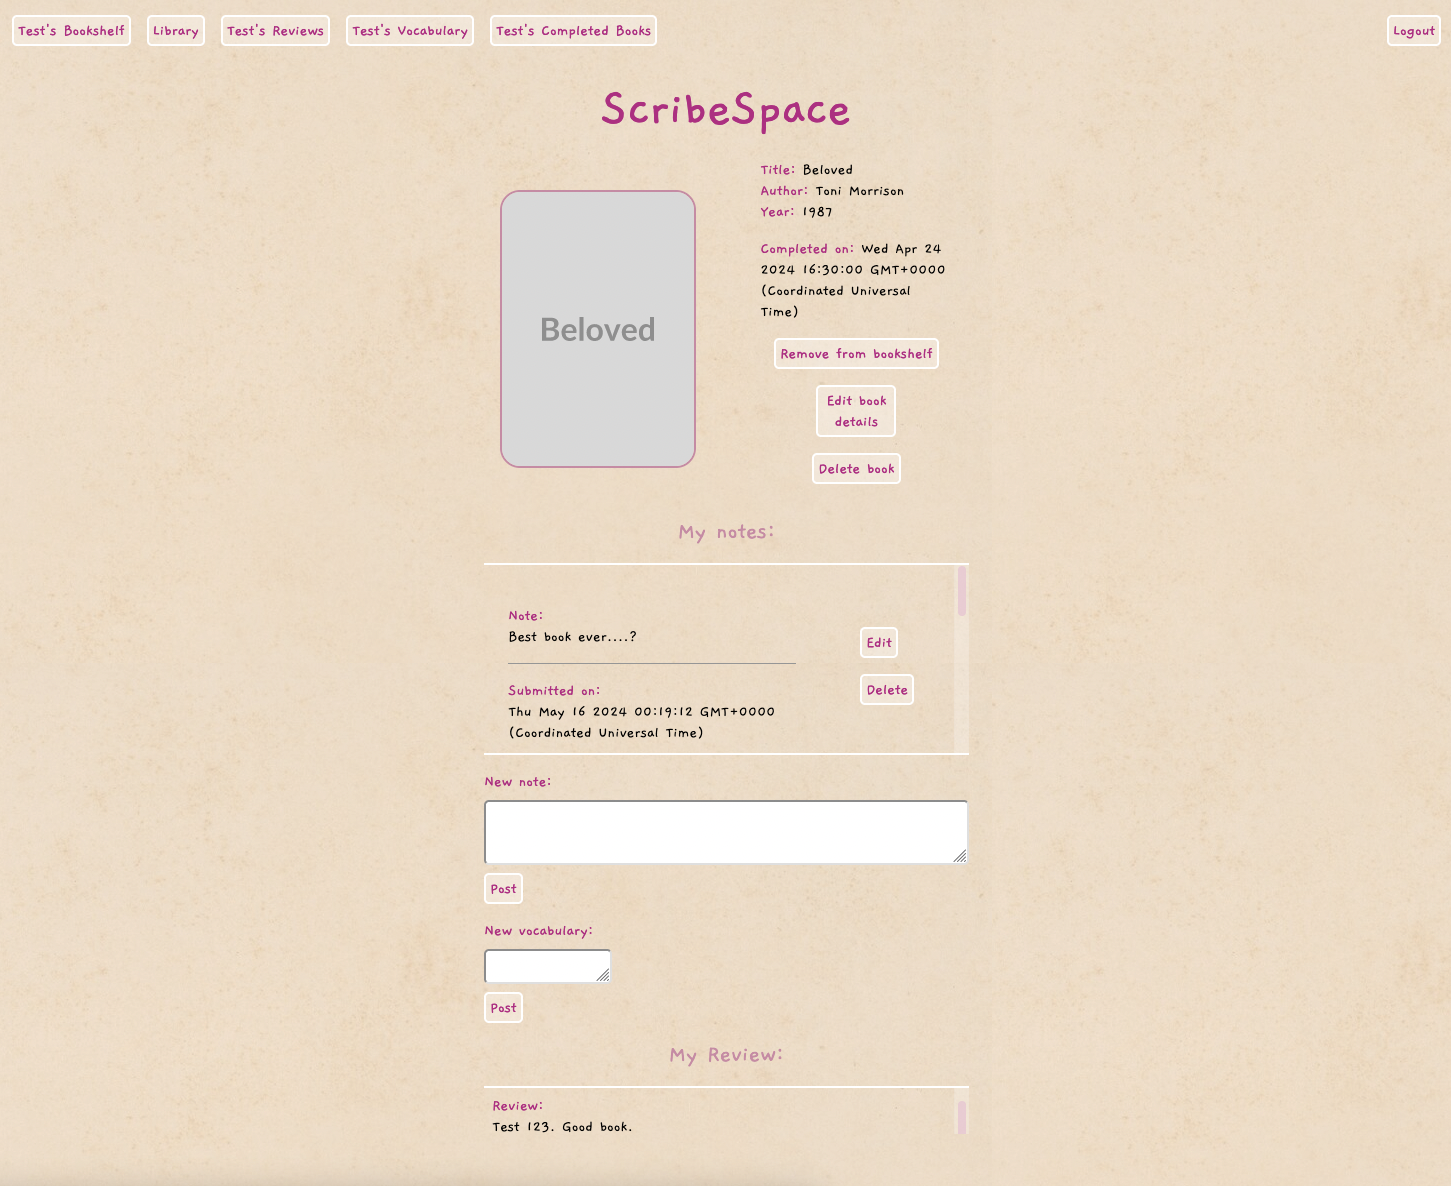 Test's Bookshelf
Library
Test's Reviews
Test's Vocabulary
Test's Completed Books
Logout
ScribeSpace
Beloved
Title: Beloved
Author: Toni Morrison
Year: 1987
Completed on: Wed Apr 24
2024 16:30:00 GMT+0000
(Coordinated Universal
Time)
Remove from bookshelf
Edit book
details
Delete book
My notes:
Note:
Best book ever....?
Edit
Delete
Submitted on:
Thu May 16 2024 00:19:12 GMT+0000
(Coordinated Universal Time)
New note:
Post
New vocabulary:
Post
My Review:
Review:
Test 123. Good book.